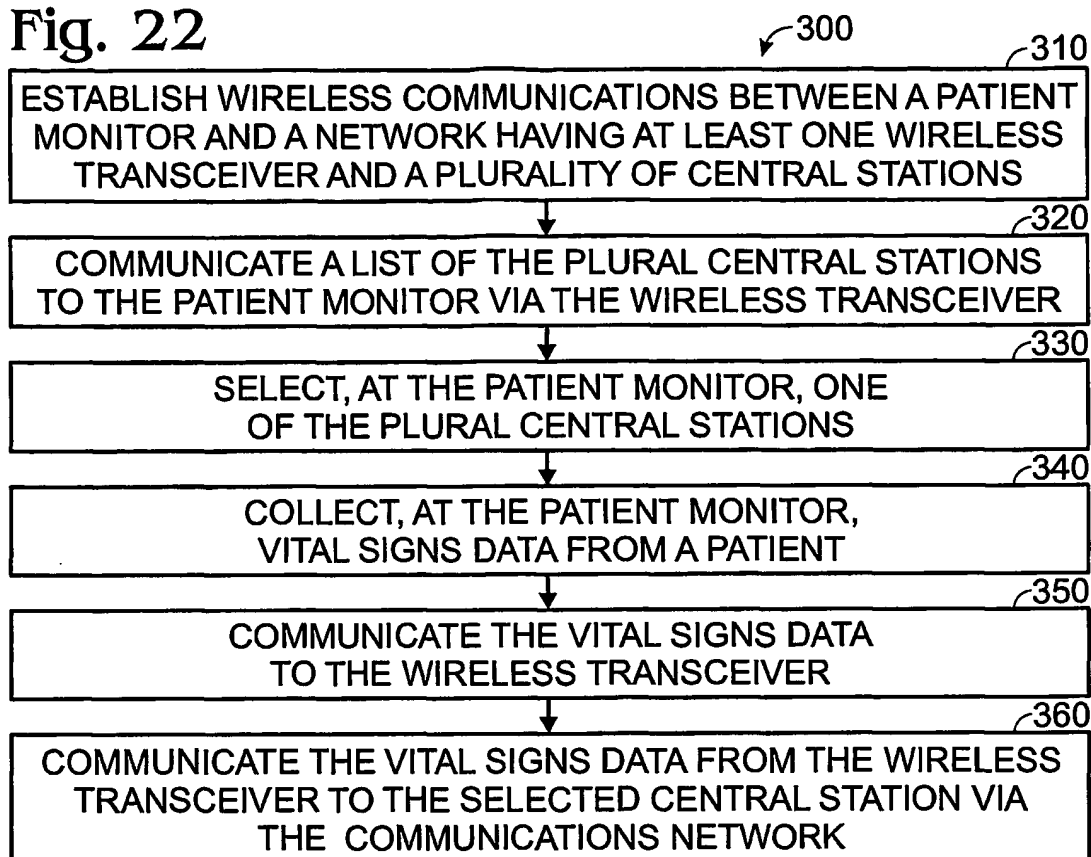 Fig. 22
300
310
ESTABLISH WIRELESS COMMUNICATIONS BETWEEN A PATIENT
MONITOR AND A NETWORK HAVING AT LEAST ONE WIRELESS
TRANSCEIVER AND A PLURALITY OF CENTRAL STATIONS
320
COMMUNICATE A LIST OF THE PLURAL CENTRAL STATIONS
TO THE PATIENT MONITOR VIA THE WIRELESS TRANSCEIVER
330
SELECT, AT THE PATIENT MONITOR, ONE
OF THE PLURAL CENTRAL STATIONS
340
COLLECT, AT THE PATIENT MONITOR,
VITAL SIGNS DATA FROM A PATIENT
350
COMMUNICATE THE VITAL SIGNS DATA
TO THE WIRELESS TRANSCEIVER
360
COMMUNICATE THE VITAL SIGNS DATA FROM THE WIRELESS
TRANSCEIVER TO THE SELECTED CENTRAL STATION VIA
THE COMMUNICATIONS NETWORK